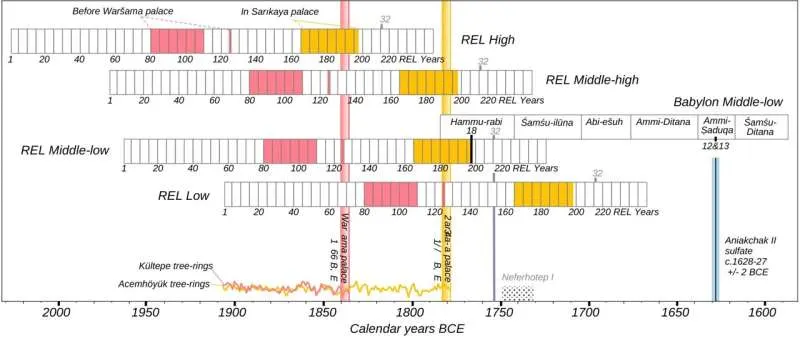 Before Waršama palace
In Sarıkaya palace
32
REL High
1 20 40 60 80 100 120 140 160 180 200 220 REL Years
32
REL Middle-high
1 20 40 60 80 100 120 140 160 180 200 220 REL Years
Babylon Middle-low
Hammu-rabi
Śamśu-ilūna
Abi-ešuh
Ammi-Ditana
Ammi-
Ṣaduqa
Śamśu-
Ditana
18
32
12&13
REL Middle-low
1 20 40 60 80 100 120 140 160 180 200 220 REL Years
32
REL Low
1 20 40 60 80 100 120 140 160 180 200 220 REL Years
palace
palace
Aniakchak II
sulfate
c.1628-27
+/- 2 BCE
Kültepe tree-rings
Acemhöyük tree-rings
Neferhotep I
2000 1950 1900 1850 1800 1750 1700 1650 1600
Calendar years BCE